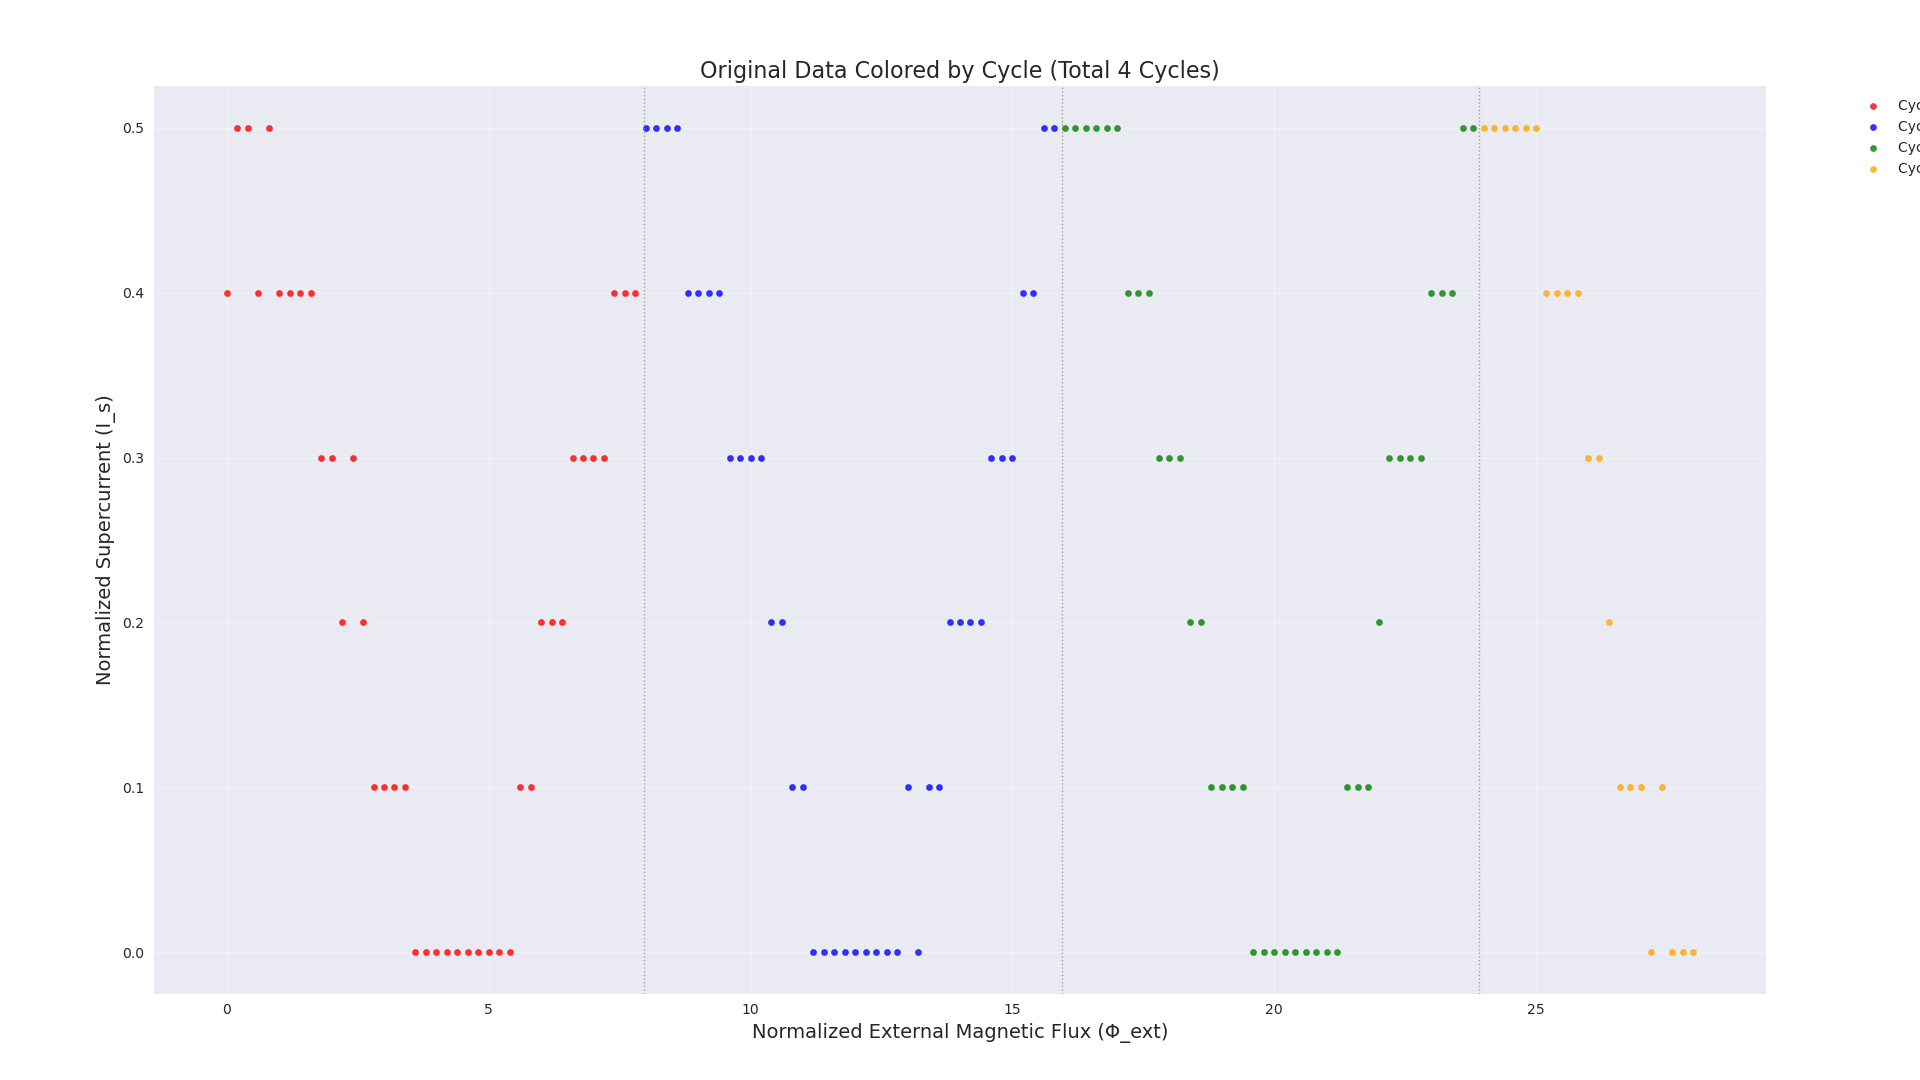 Original Data Colored by Cycle (Total 4 Cycles)
Cyc
Cyc
Cyc
Cyc
0.5
0.4
0.3
0.2
0.1
0.0
Normalized Supercurrent (I_s)
0 5 10 15 20 25
Normalized External Magnetic Flux (Φ_ext)